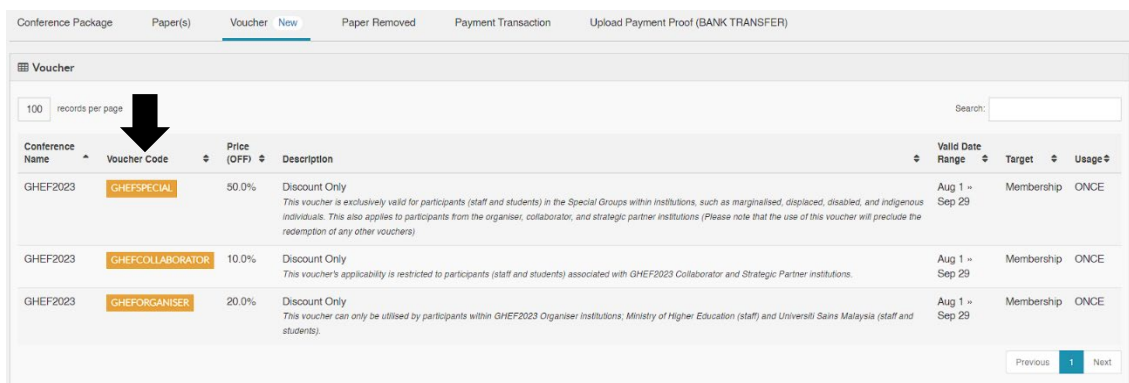 Conference Package Paper(s) Voucher New Paper Removed Payment Transaction Upload Payment Proof (BANK TRANSFER)
Voucher
100 records per page Search:
Conference Name Voucher Code Price (OFF) Description Valid Date Range Target Usage
GHEF2023 GHEFSPECIAL 50.0% Discount Only Aug 1 » Sep 29 Membership ONCE
This voucher is exclusively valid for participants (staff and students) in the Special Groups within institutions, such as marginalised, displaced, disabled, and indigenous
individuals. This also applies to participants from the organiser, collaborator, and strategic partner institutions (Please note that the use of this voucher will preclude the
redemption of any other vouchers)
GHEF2023 GHEFCOLLABORATOR 10.0% Discount Only Aug 1 » Sep 29 Membership ONCE
This voucher's applicability is restricted to participants (staff and students) associated with GHEF2023 Collaborator and Strategic Partner institutions.
GHEF2023 GHEFORGANISER 20.0% Discount Only Aug 1 » Sep 29 Membership ONCE
This voucher can only be utilised by participants within GHEF2023 Organiser Institutions; Ministry of Higher Education (staff) and Universiti Sains Malaysia (staff and
students).
Previous 1 Next